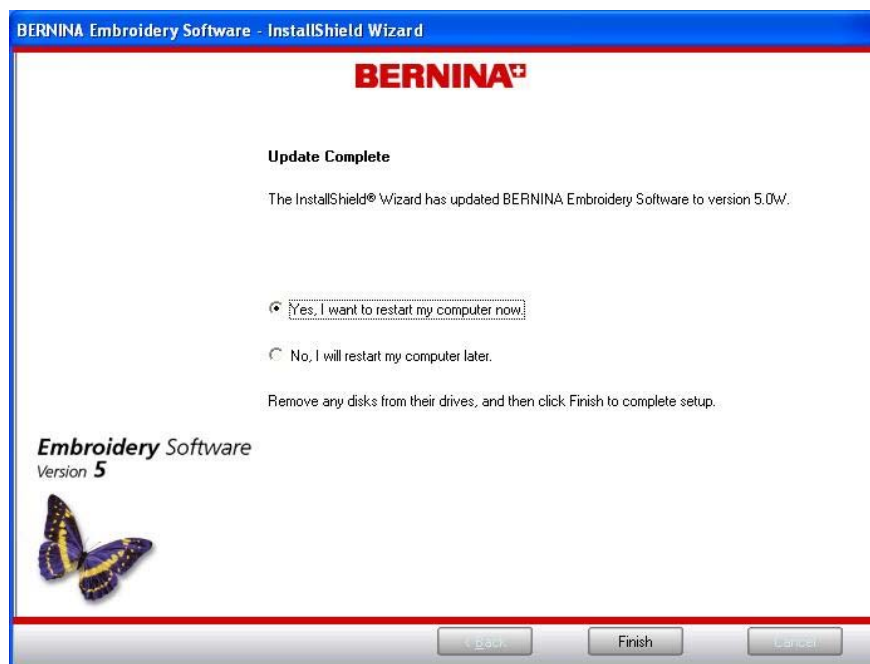 BERNINA Embroidery Software - InstallShield Wizard
BERNINA
Update Complete
The InstallShield® Wizard has updated BERNINA Embroidery Software to version 5.0W.
Yes, I want to restart my computer now.
No, I will restart my computer later.
Remove any disks from their drives, and then click Finish to complete setup.
Embroidery Software
Version 5
< Back
Finish
Cancel